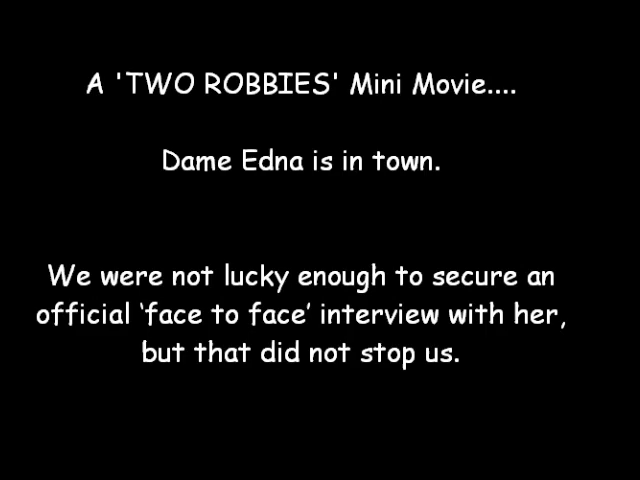 A 'TWO ROBBIES' Mini Movie....
Dame Edna is in town.
We were not lucky enough to secure an
official ‘face to face’ interview with her,
but that did not stop us.